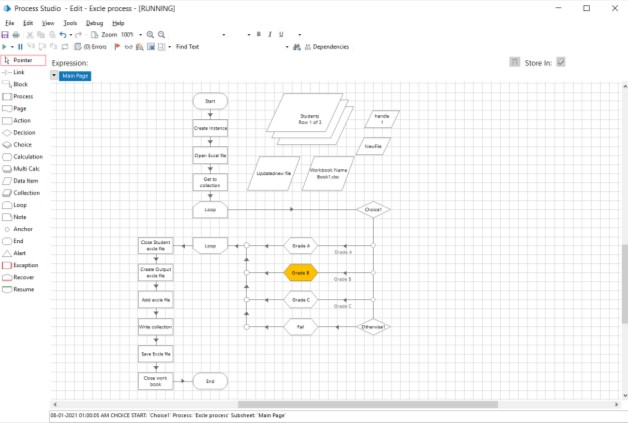 Process Studio - Edit - Excle process - [RUNNING]
File Edit View Tools Debug Help
Zoom 100%
B I U
(0) Errors
Find Text
Dependencies
Pointer
Link
Block
Process
Page
Action
Decision
Choice
Calculation
Multi Calc
Data Item
Collection
Loop
Note
Anchor
End
Alert
Exception
Recover
Resume
Expression:
Store In:
Main Page
Start
Create Instance
Open Excel file
Get to
collection
Loop
Students
Row 1 of 3
handle
1
NewFile
Updatednew file
Workbook Name
Choice1
Close Student
excle file
Loop
Grade A
Grade A
Create Output
excle file
Grade B
Grade B
Add excle file
Grade C
Grade C
Write collection
Fail
Otherwise1
Save Excle file
Close work
book
End
08-01-2021 01:00:05 AM CHOICE START: 'Choice1' Process: 'Excle process' Subsheet: 'Main Page'